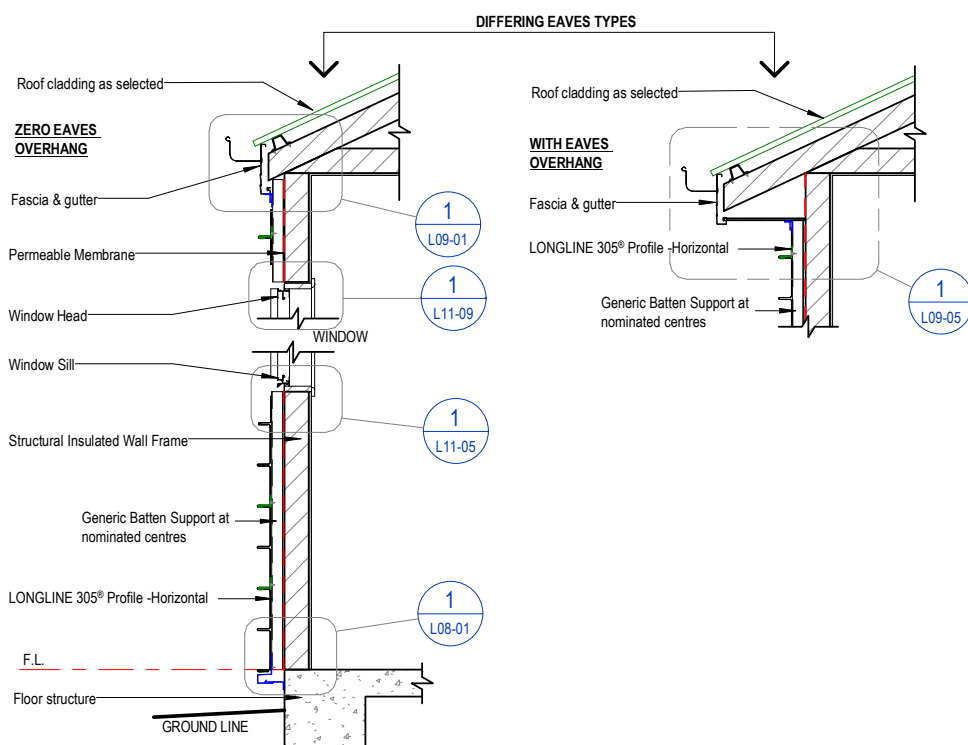 DIFFERING EAVES TYPES
Roof cladding as selected
ZERO EAVES
OVERHANG
Fascia & gutter
1
L09-01
Permeable Membrane
1
L11-09
Window Head
WINDOW
Window Sill
1
L11-05
Structural Insulated Wall Frame
Generic Batten Support at
nominated centres
LONGLINE 305® Profile -Horizontal
1
L08-01
F.L.
Floor structure
GROUND LINE
Roof cladding as selected
WITH EAVES
OVERHANG
Fascia & gutter
LONGLINE 305® Profile -Horizontal
1
L09-05
Generic Batten Support at
nominated centres